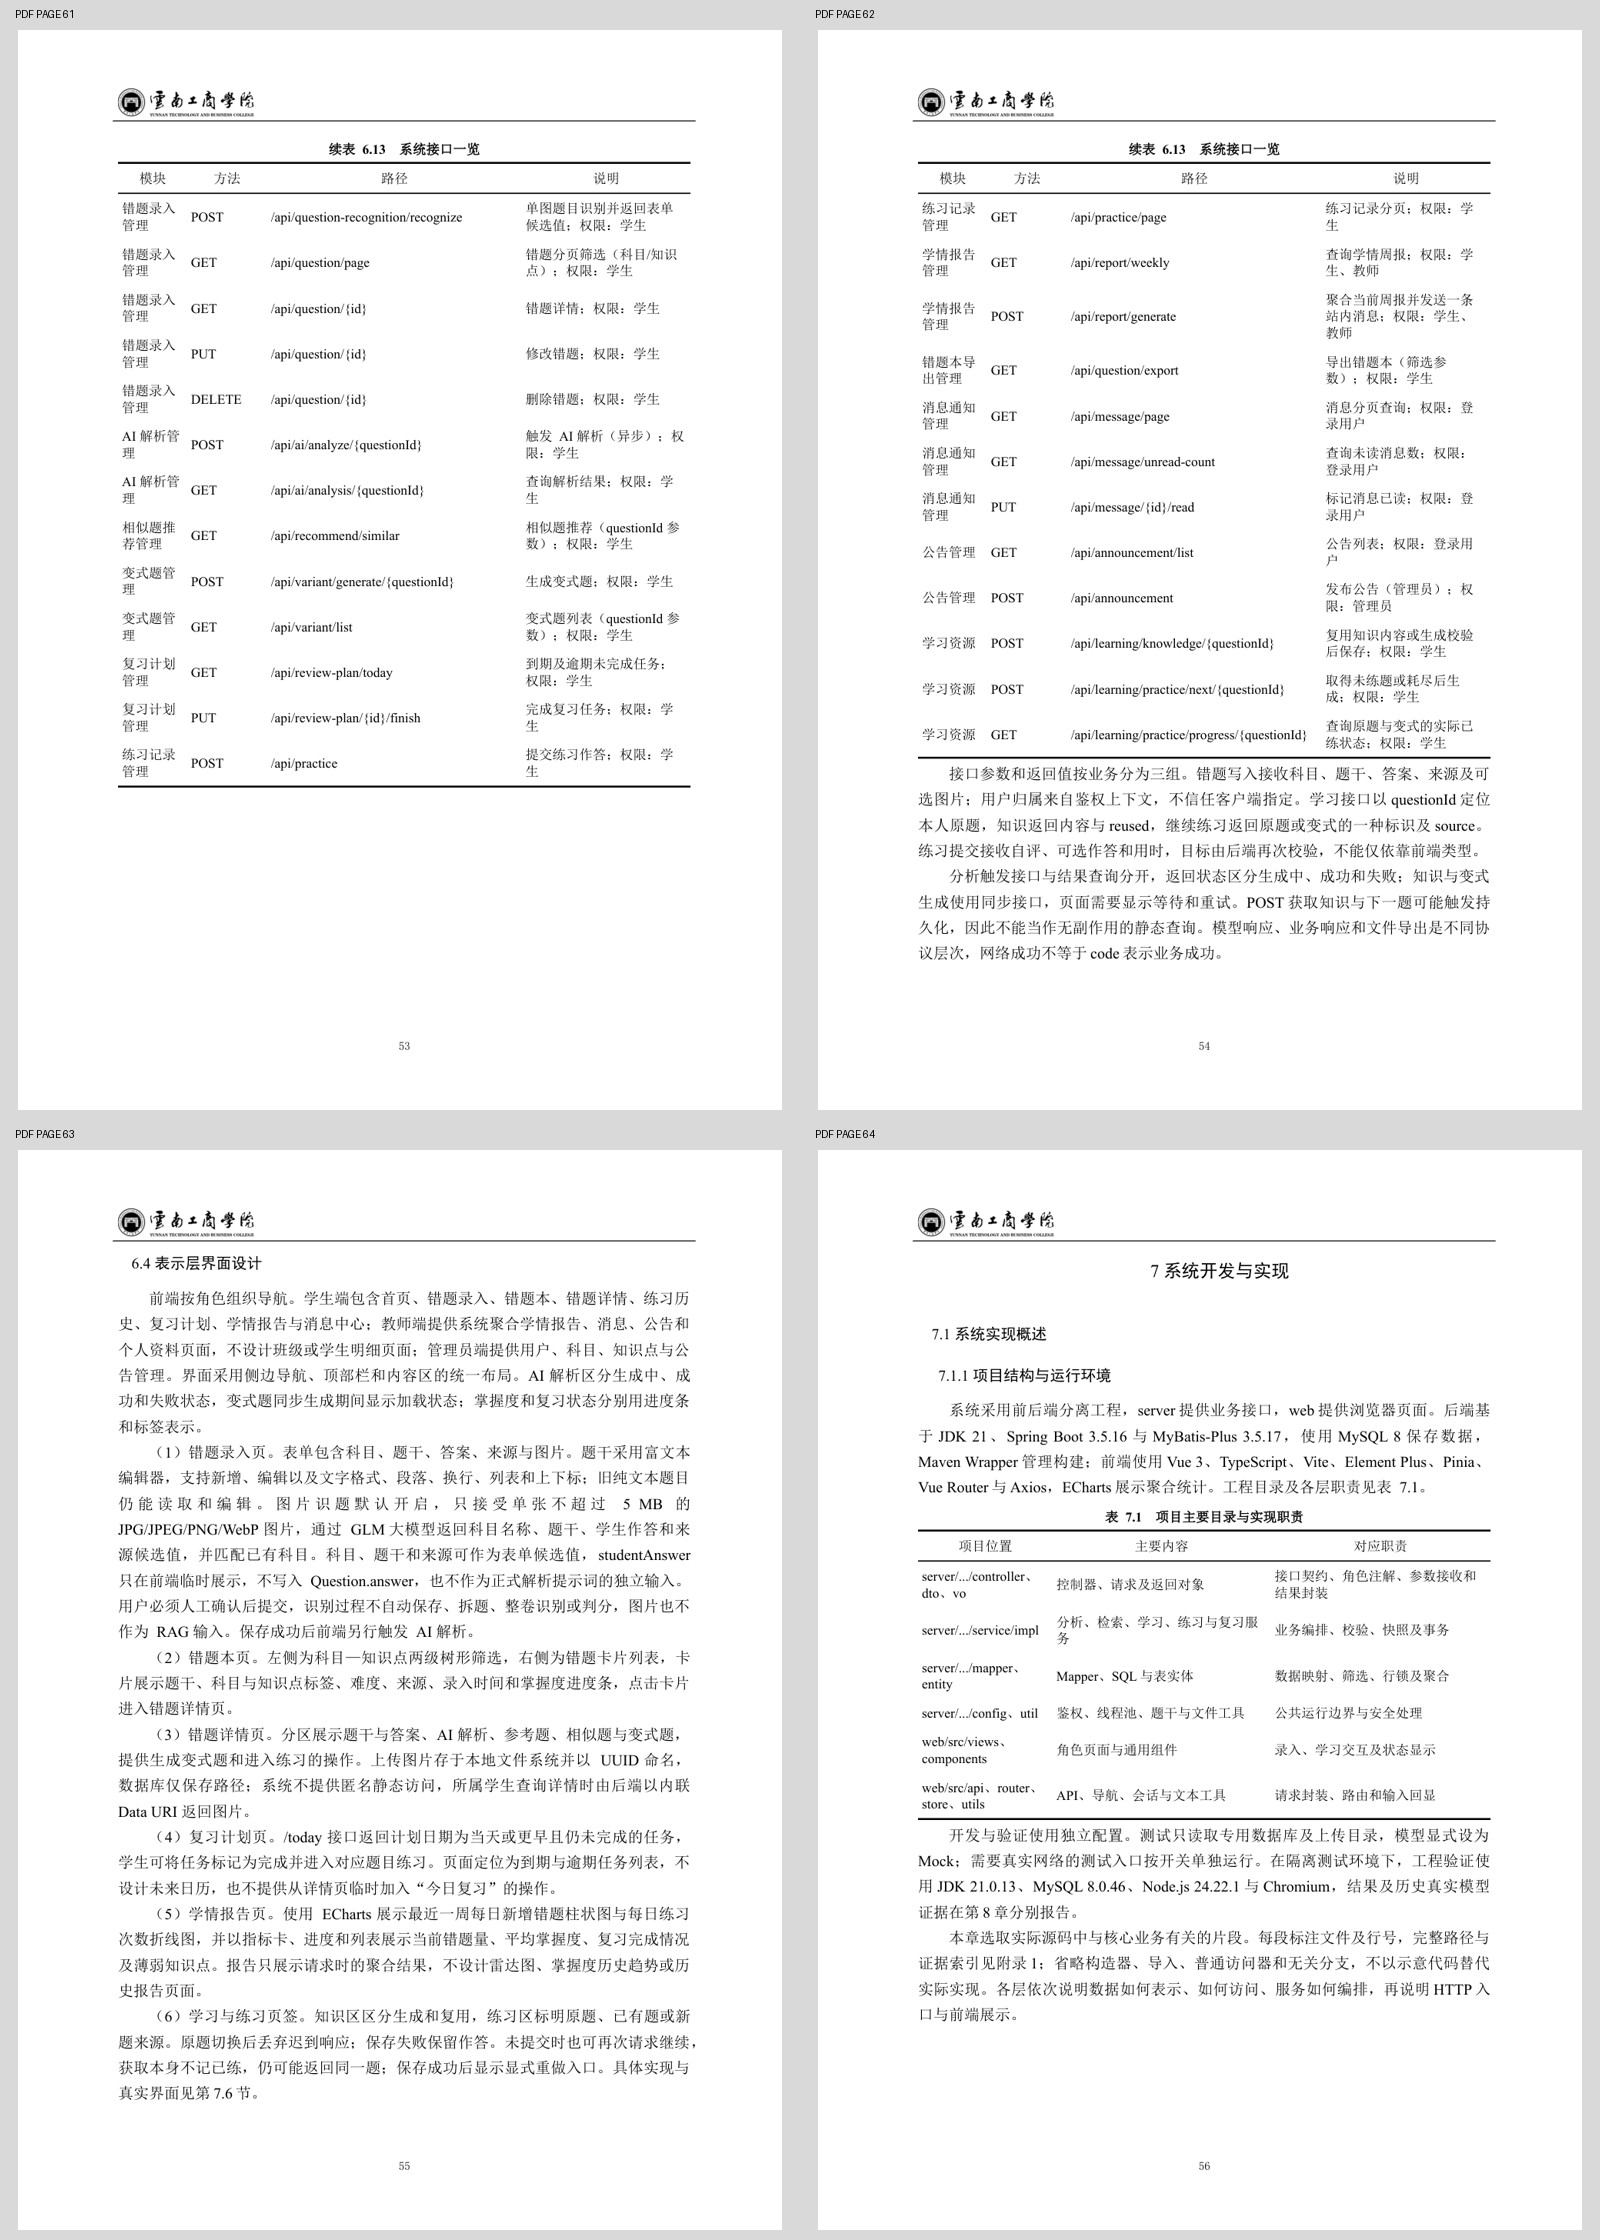 PDF PAGE 61
雲南工商學院
YUNNAN TECHNOLOGY AND BUSINESS COLLEGE
续表 6.13 系统接口一览
模块 方法 路径 说明
错题录入管理 POST /api/question-recognition/recognize 单图题目识别并返回表单候选值；权限：学生
错题录入管理 GET /api/question/page 错题分页筛选（科目/知识点）；权限：学生
错题录入管理 GET /api/question/{id} 错题详情；权限：学生
错题录入管理 PUT /api/question/{id} 修改错题；权限：学生
错题录入管理 DELETE /api/question/{id} 删除错题；权限：学生
AI 解析管理 POST /api/ai/analyze/{questionId} 触发 AI 解析（异步）；权限：学生
AI 解析管理 GET /api/ai/analysis/{questionId} 查询解析结果；权限：学生
相似题推荐管理 GET /api/recommend/similar 相似题推荐（questionId 参数）；权限：学生
变式题管理 POST /api/variant/generate/{questionId} 生成变式题；权限：学生
变式题管理 GET /api/variant/list 变式题列表（questionId 参数）；权限：学生
复习计划管理 GET /api/review-plan/today 到期及逾期未完成任务；权限：学生
复习计划管理 PUT /api/review-plan/{id}/finish 完成复习任务；权限：学生
练习记录管理 POST /api/practice 提交练习作答；权限：学生
53
PDF PAGE 62
雲南工商學院
YUNNAN TECHNOLOGY AND BUSINESS COLLEGE
续表 6.13 系统接口一览
模块 方法 路径 说明
练习记录管理 GET /api/practice/page 练习记录分页；权限：学生
学情报告管理 GET /api/report/weekly 查询学情周报；权限：学生、教师
学情报告管理 POST /api/report/generate 聚合当前周报并发送一条站内消息；权限：学生、教师
错题本导出管理 GET /api/question/export 导出错题本（筛选参数）；权限：学生
消息通知管理 GET /api/message/page 消息分页查询；权限：登录用户
消息通知管理 GET /api/message/unread-count 查询未读消息数；权限：登录用户
消息通知管理 PUT /api/message/{id}/read 标记消息已读；权限：登录用户
公告管理 GET /api/announcement/list 公告列表；权限：登录用户
公告管理 POST /api/announcement 发布公告（管理员）；权限：管理员
学习资源 POST /api/learning/knowledge/{questionId} 复用知识内容或生成校验后保存；权限：学生
学习资源 POST /api/learning/practice/next/{questionId} 取得未练题或耗尽后生成；权限：学生
学习资源 GET /api/learning/practice/progress/{questionId} 查询原题与变式的实际已练状态；权限：学生
接口参数和返回值按业务分为三组。错题写入接收科目、题干、答案、来源及可
选图片；用户归属来自鉴权上下文，不信任客户端指定。学习接口以 questionId 定位
本人原题，知识返回内容与 reused，继续练习返回原题或变式的一种标识及 source。
练习提交接收自评、可选作答和用时，目标由后端再次校验，不能仅依靠前端类型。
分析触发接口与结果查询分开，返回状态区分生成中、成功和失败；知识与变式
生成使用同步接口，页面需要显示等待和重试。POST 获取知识与下一题可能触发持
久化，因此不能当作无副作用的静态查询。模型响应、业务响应和文件导出是不同协
议层次，网络成功不等于 code 表示业务成功。
54
PDF PAGE 63
雲南工商學院
YUNNAN TECHNOLOGY AND BUSINESS COLLEGE
6.4 表示层界面设计
前端按角色组织导航。学生端包含首页、错题录入、错题本、错题详情、练习历
史、复习计划、学情报告与消息中心；教师端提供系统聚合学情报告、消息、公告和
个人资料页面，不设计班级或学生明细页面；管理员端提供用户、科目、知识点与公
告管理。界面采用侧边导航、顶部栏和内容区的统一布局。AI 解析区分生成中、成
功和失败状态，变式题同步生成期间显示加载状态；掌握度和复习状态分别用进度条
和标签表示。
（1）错题录入页。表单包含科目、题干、答案、来源与图片。题干采用富文本
编辑器，支持新增、编辑以及文字格式、段落、换行、列表和上下标；旧纯文本题目
仍能读取和编辑。图片识题默认开启，只接受单张不超过 5 MB 的
JPG/JPEG/PNG/WebP 图片，通过 GLM 大模型返回科目名称、题干、学生作答和来
源候选值，并匹配已有科目。科目、题干和来源可作为表单候选值，studentAnswer
只在前端临时展示，不写入 Question.answer，也不作为正式解析提示词的独立输入。
用户必须人工确认后提交，识别过程不自动保存、拆题、整卷识别或判分，图片也不
作为 RAG 输入。保存成功后前端另行触发 AI 解析。
（2）错题本页。左侧为科目—知识点两级树形筛选，右侧为错题卡片列表，卡
片展示题干、科目与知识点标签、难度、来源、录入时间和掌握度进度条，点击卡片
进入错题详情页。
（3）错题详情页。分区展示题干与答案、AI 解析、参考题、相似题与变式题，
提供生成变式题和进入练习的操作。上传图片存于本地文件系统并以 UUID 命名，
数据库仅保存路径；系统不提供匿名静态访问，所属学生查询详情时由后端以内联
Data URI 返回图片。
（4）复习计划页。/today 接口返回计划日期为当天或更早且仍未完成的任务，
学生可将任务标记为完成并进入对应题目练习。页面定位为到期与逾期任务列表，不
设计未来日历，也不提供从详情页临时加入“今日复习”的操作。
（5）学情报告页。使用 ECharts 展示最近一周每日新增错题柱状图与每日练习
次数折线图，并以指标卡、进度和列表展示当前错题量、平均掌握度、复习完成情况
及薄弱知识点。报告只展示请求时的聚合结果，不设计雷达图、掌握度历史趋势或历
史报告页面。
（6）学习与练习页签。知识区区分生成和复用，练习区标明原题、已有题或新
题来源。原题切换后丢弃迟到响应；保存失败保留作答。未提交时也可再次请求继续，
获取本身不记已练，仍可能返回同一题；保存成功后显示显式重做入口。具体实现与
真实界面见第 7.6 节。
55
PDF PAGE 64
雲南工商學院
YUNNAN TECHNOLOGY AND BUSINESS COLLEGE
7 系统开发与实现
7.1 系统实现概述
7.1.1 项目结构与运行环境
系统采用前后端分离工程，server 提供业务接口，web 提供浏览器页面。后端基
于 JDK 21、Spring Boot 3.5.16 与 MyBatis-Plus 3.5.17，使用 MySQL 8 保存数据，
Maven Wrapper 管理构建；前端使用 Vue 3、TypeScript、Vite、Element Plus、Pinia、
Vue Router 与 Axios，ECharts 展示聚合统计。工程目录及各层职责见表 7.1。
表 7.1 项目主要目录与实现职责
项目位置 主要内容 对应职责
server/.../controller、dto、vo 控制器、请求及返回对象 接口契约、角色注解、参数接收和结果封装
server/.../service/impl 分析、检索、学习、练习与复习服务 业务编排、校验、快照及事务
server/.../mapper、entity Mapper、SQL 与表实体 数据映射、筛选、行锁及聚合
server/.../config、util 鉴权、线程池、题干与文件工具 公共运行边界与安全处理
web/src/views、components 角色页面与通用组件 录入、学习交互及状态显示
web/src/api、router、store、utils API、导航、会话与文本工具 请求封装、路由和输入回显
开发与验证使用独立配置。测试只读取专用数据库及上传目录，模型显式设为
Mock；需要真实网络的测试入口按开关单独运行。在隔离测试环境下，工程验证使
用 JDK 21.0.13、MySQL 8.0.46、Node.js 24.22.1 与 Chromium，结果及历史真实模型
证据在第 8 章分别报告。
本章选取实际源码中与核心业务有关的片段。每段标注文件及行号，完整路径与
证据索引见附录 1；省略构造器、导入、普通访问器和无关分支，不以示意代码替代
实际实现。各层依次说明数据如何表示、如何访问、服务如何编排，再说明 HTTP 入
口与前端展示。
56